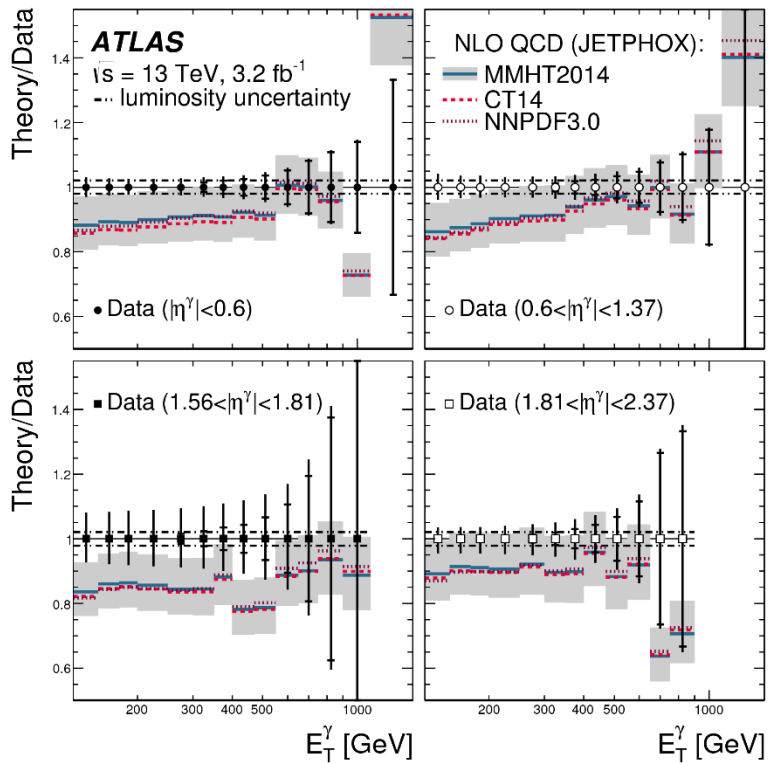 Theory/Data
1.4
1.2
1
0.8
0.6
ATLAS
√s = 13 TeV, 3.2 fb⁻¹
luminosity uncertainty
Data (|η^γ|<0.6)
NLO QCD (JETPHOX):
MMHT2014
CT14
NNPDF3.0
Data (0.6<|η^γ|<1.37)
Theory/Data
1.4
1.2
1
0.8
0.6
Data (1.56<|η^γ|<1.81)
200 300 400 500 1000
E_T^γ [GeV]
Data (1.81<|η^γ|<2.37)
200 300 400 500 1000
E_T^γ [GeV]